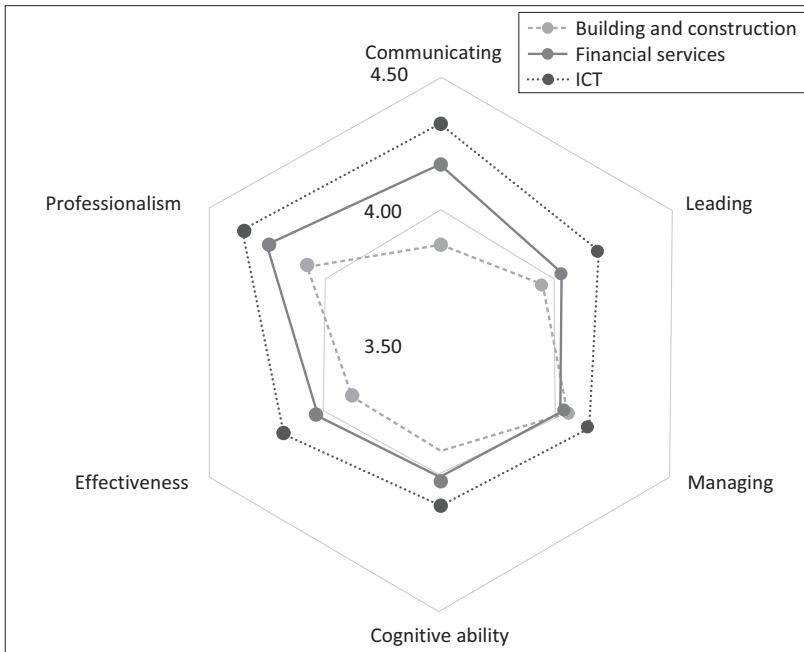 Building and construction
Financial services
ICT
Communicating
4.50
Professionalism
4.00
Leading
3.50
Effectiveness
Managing
Cognitive ability